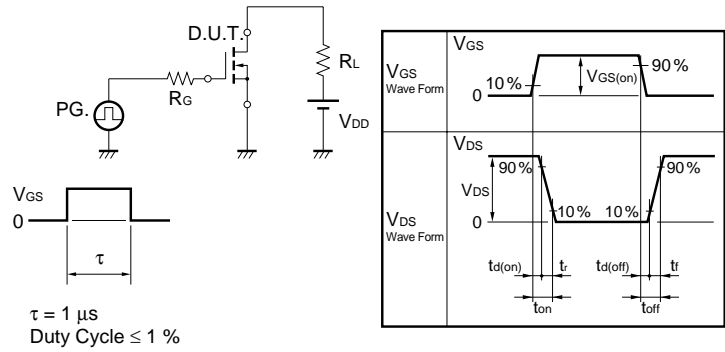 D.U.T.
RL
RG
PG.
VDD
VGS
0
τ
τ = 1 μs
Duty Cycle ≤ 1 %
VGS
Wave Form
VGS
10 %
0
VGS(on)
90 %
VDS
Wave Form
VDS
90 %
VDS
0
10 %
10 %
90 %
td(on)
tr
td(off)
tf
ton
toff